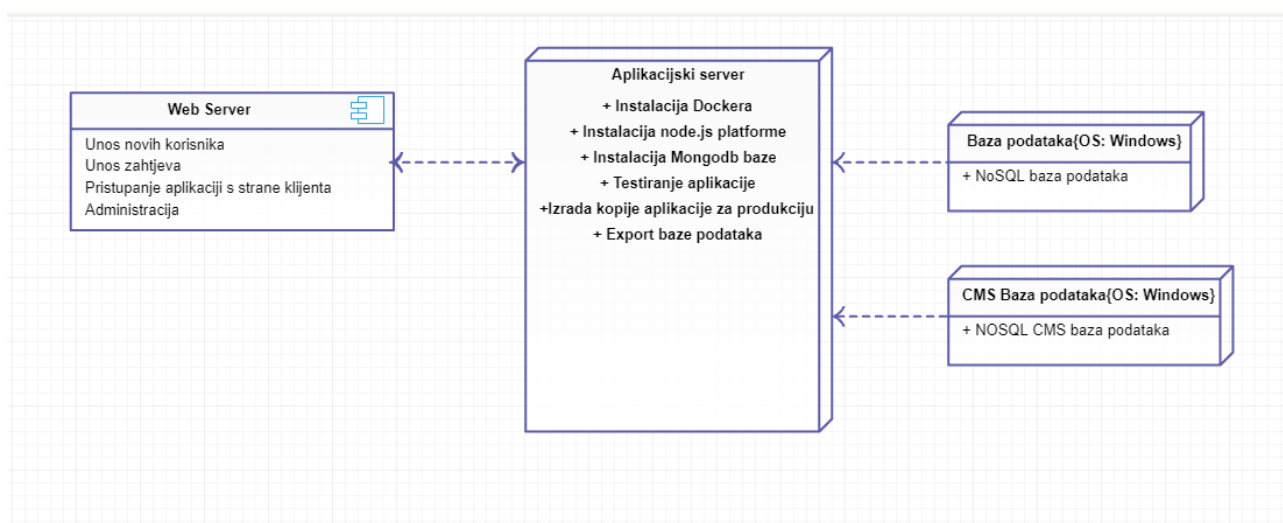 Web Server
Unos novih korisnika
Unos zahtjeva
Pristupanje aplikaciji s strane klijenta
Administracija
Aplikacijski server
+ Instalacija Dockera
+ Instalacija node.js platforme
+ Instalacija Mongodb baze
+ Testiranje aplikacije
+Izrada kopije aplikacije za produkciju
+ Export baze podataka
Baza podataka{OS: Windows}
+ NoSQL baza podataka
CMS Baza podataka{OS: Windows}
+ NOSQL CMS baza podataka